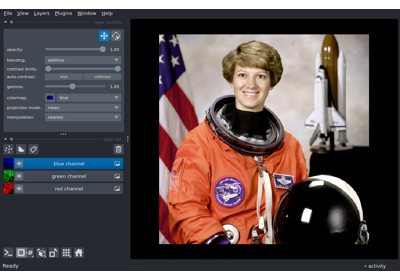 File View Layers Plugins Window Help
layer controls
opacity: 1.00
blending: additive
contrast limits:
auto-contrast: once continuous
gamma: 1.00
colormap: blue
projection mode: mean
interpolation: nearest
layer list
blue channel
green channel
red channel
Ready
activity